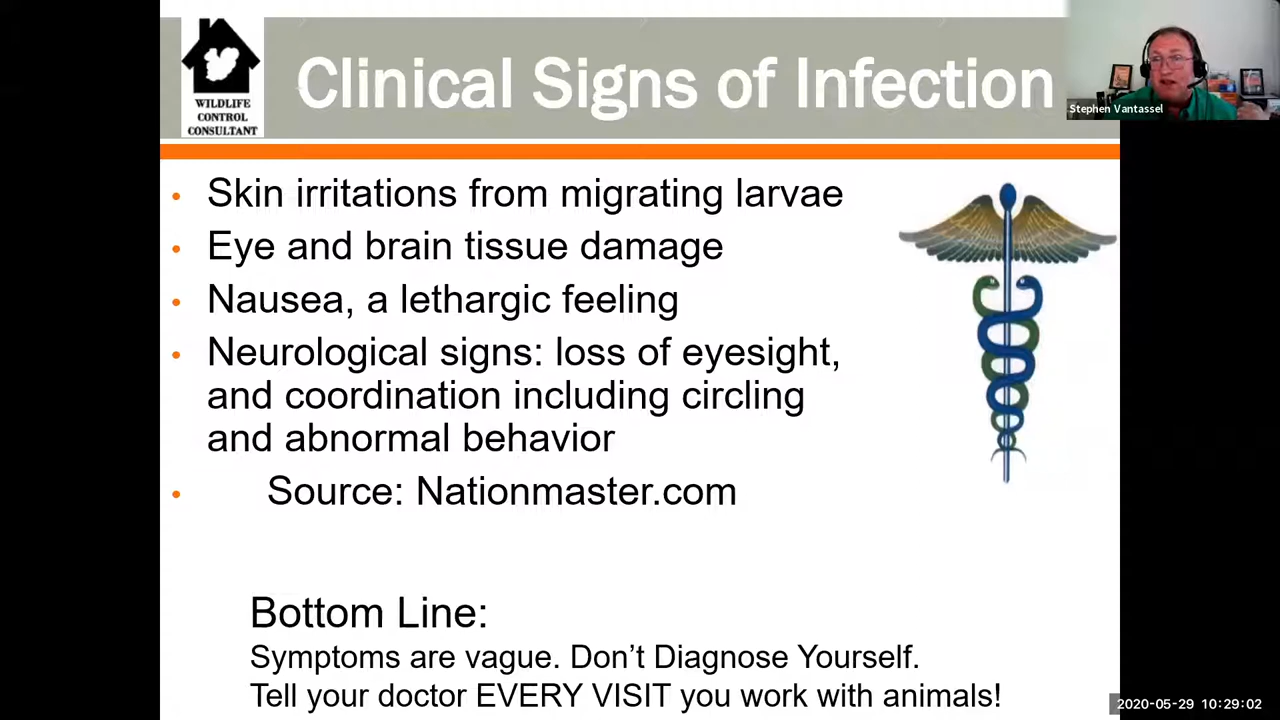 WILDLIFE
CONTROL
CONSULTANT
Clinical Signs of Infection
Stephen Vantassel
• Skin irritations from migrating larvae
• Eye and brain tissue damage
• Nausea, a lethargic feeling
• Neurological signs: loss of eyesight,
and coordination including circling
and abnormal behavior
• Source: Nationmaster.com
Bottom Line:
Symptoms are vague. Don’t Diagnose Yourself.
Tell your doctor EVERY VISIT you work with animals!
2020-05-29 10:29:02